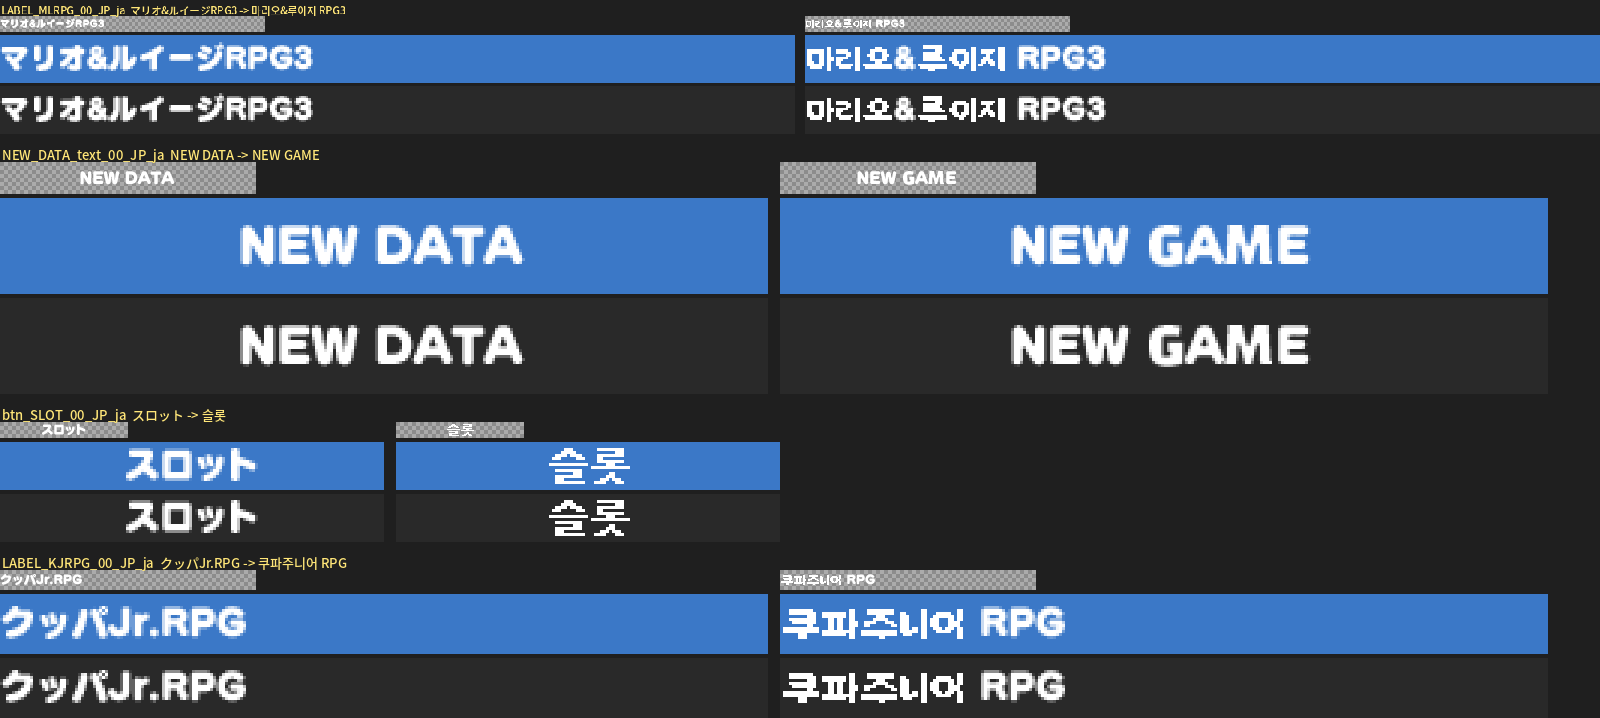 LABEL_MLRPG_00_JP_ja マリオ&ルイージRPG3 -> 마리오&루이지 RPG3
マリオ&ルイージRPG3 마리오&루이지 RPG3
マリオ&ルイージRPG3 마리오&루이지 RPG3
マリオ&ルイージRPG3 마리오&루이지 RPG3
NEW_DATA_text_00_JP_ja NEW DATA -> NEW GAME
NEW DATA NEW GAME
NEW DATA NEW GAME
NEW DATA NEW GAME
btn_SLOT_00_JP_ja スロット -> 슬롯
スロット 슬롯
スロット 슬롯
スロット 슬롯
LABEL_KJRPG_00_JP_ja クッパJr.RPG -> 쿠파주니어 RPG
クッパJr.RPG 쿠파주니어 RPG
クッパJr.RPG 쿠파주니어 RPG
クッパJr.RPG 쿠파주니어 RPG